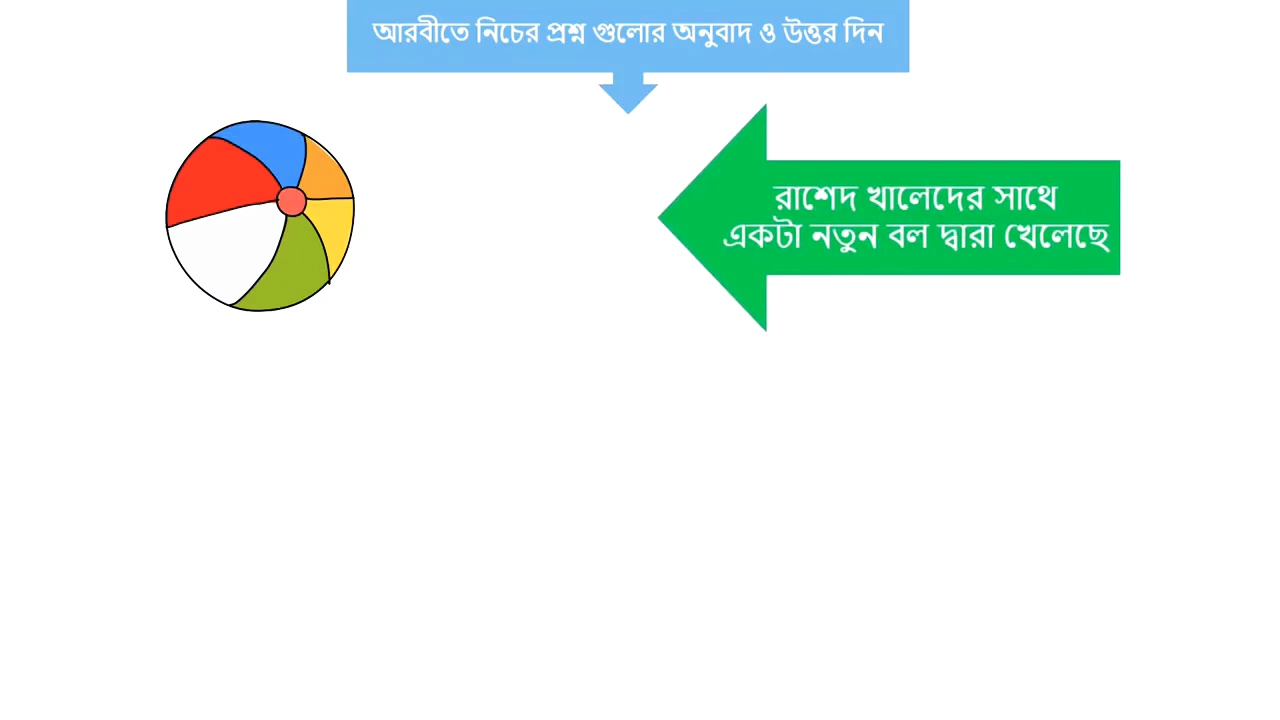 আরবীতে নিচের প্রশ্ন গুলোর অনুবাদ ও উত্তর দিন
রাশেদ খালেদের সাথে
একটা নতুন বল দ্বারা খেলেছে